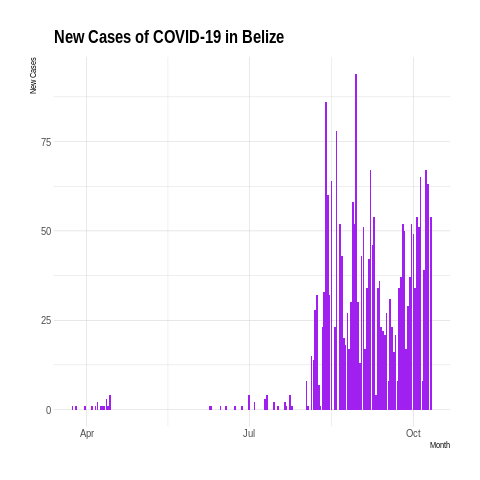 New Cases of COVID-19 in Belize
New Cases
75
50
25
0
Apr
Jul
Oct
Month